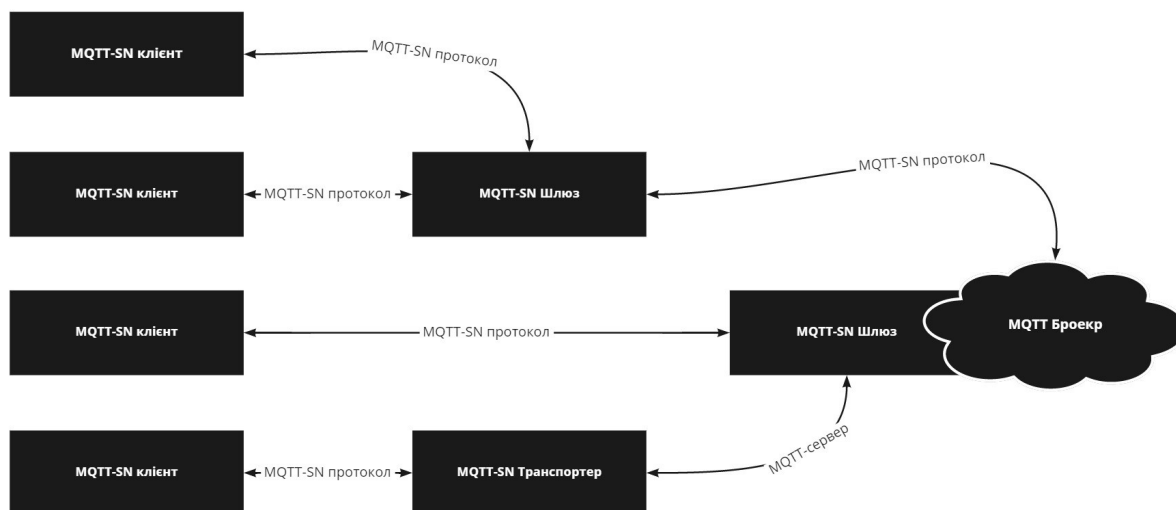 MQTT-SN клієнт
MQTT-SN протокол
MQTT-SN клієнт
MQTT-SN протокол
MQTT-SN Шлюз
MQTT-SN протокол
MQTT-SN клієнт
MQTT-SN протокол
MQTT-SN Шлюз
MQTT Броекр
MQTT-SN клієнт
MQTT-SN протокол
MQTT-SN Транспортер
MQTT-сервер